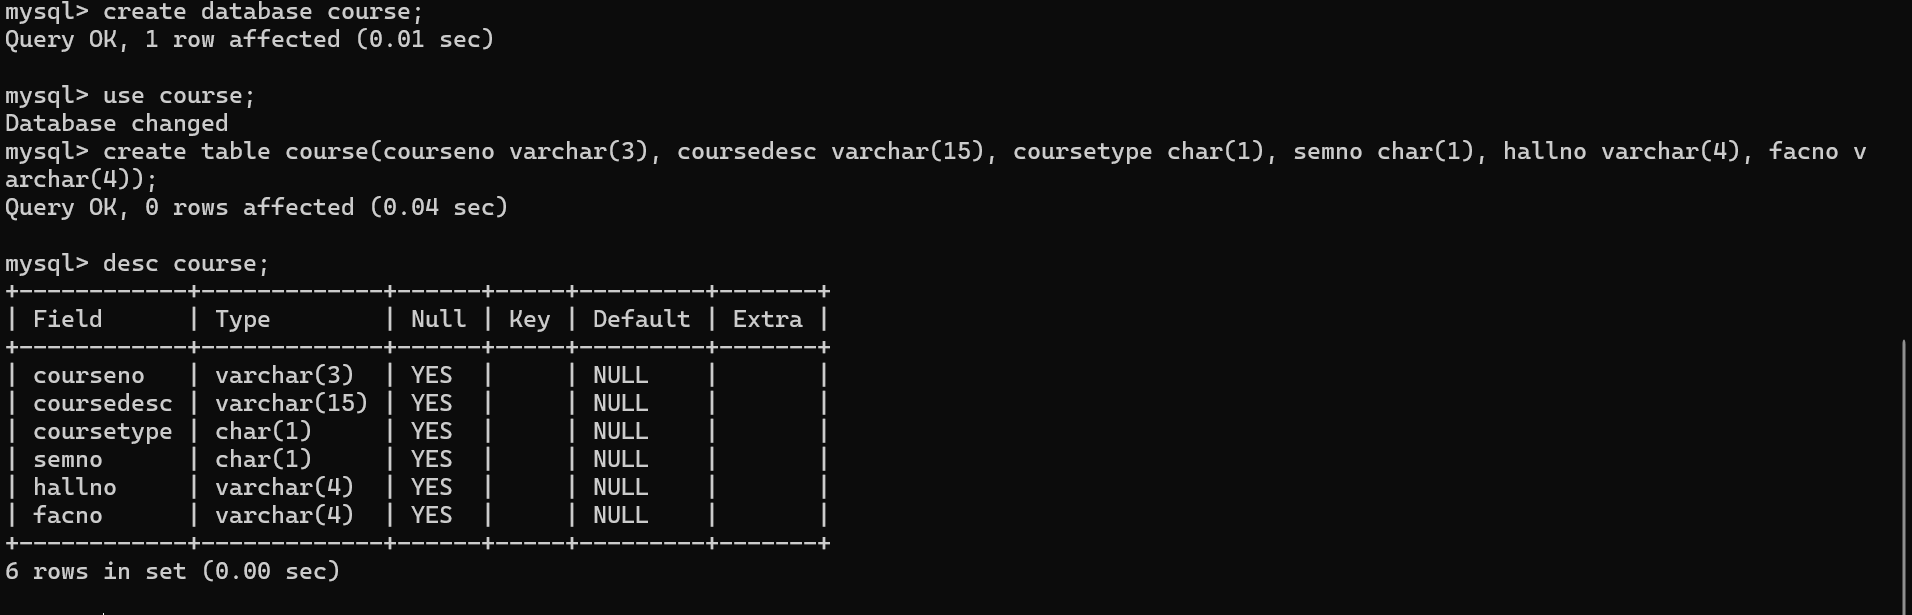 mysql> create database course;
Query OK, 1 row affected (0.01 sec)

mysql> use course;
Database changed
mysql> create table course(courseno varchar(3), coursedesc varchar(15), coursetype char(1), semno char(1), hallno varchar(4), facno v
archar(4));
Query OK, 0 rows affected (0.04 sec)

mysql> desc course;
+------------+-------------+------+-----+---------+-------+
| Field      | Type        | Null | Key | Default | Extra |
+------------+-------------+------+-----+---------+-------+
| courseno   | varchar(3)  | YES  |     | NULL    |       |
| coursedesc | varchar(15) | YES  |     | NULL    |       |
| coursetype | char(1)     | YES  |     | NULL    |       |
| semno      | char(1)     | YES  |     | NULL    |       |
| hallno     | varchar(4)  | YES  |     | NULL    |       |
| facno      | varchar(4)  | YES  |     | NULL    |       |
+------------+-------------+------+-----+---------+-------+
6 rows in set (0.00 sec)